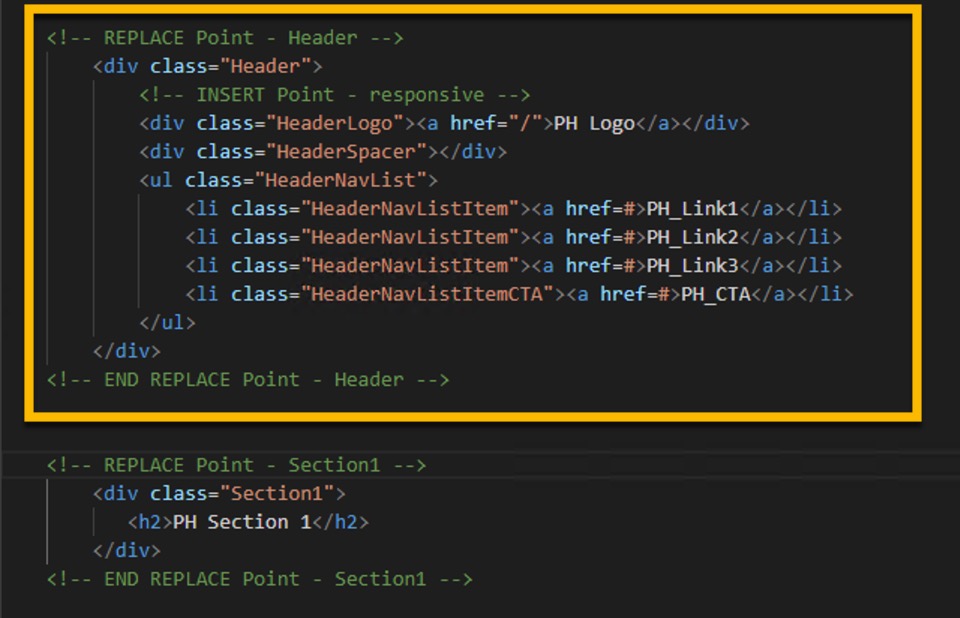 <!-- REPLACE Point - Header -->
<div class="Header">
<!-- INSERT Point - responsive -->
<div class="HeaderLogo"><a href="/">PH Logo</a></div>
<div class="HeaderSpacer"></div>
<ul class="HeaderNavList">
<li class="HeaderNavListItem"><a href=#>PH_Link1</a></li>
<li class="HeaderNavListItem"><a href=#>PH_Link2</a></li>
<li class="HeaderNavListItem"><a href=#>PH_Link3</a></li>
<li class="HeaderNavListItemCTA"><a href=#>PH_CTA</a></li>
</ul>
</div>
<!-- END REPLACE Point - Header -->
<!-- REPLACE Point - Section1 -->
<div class="Section1">
<h2>PH Section 1</h2>
</div>
<!-- END REPLACE Point - Section1 -->